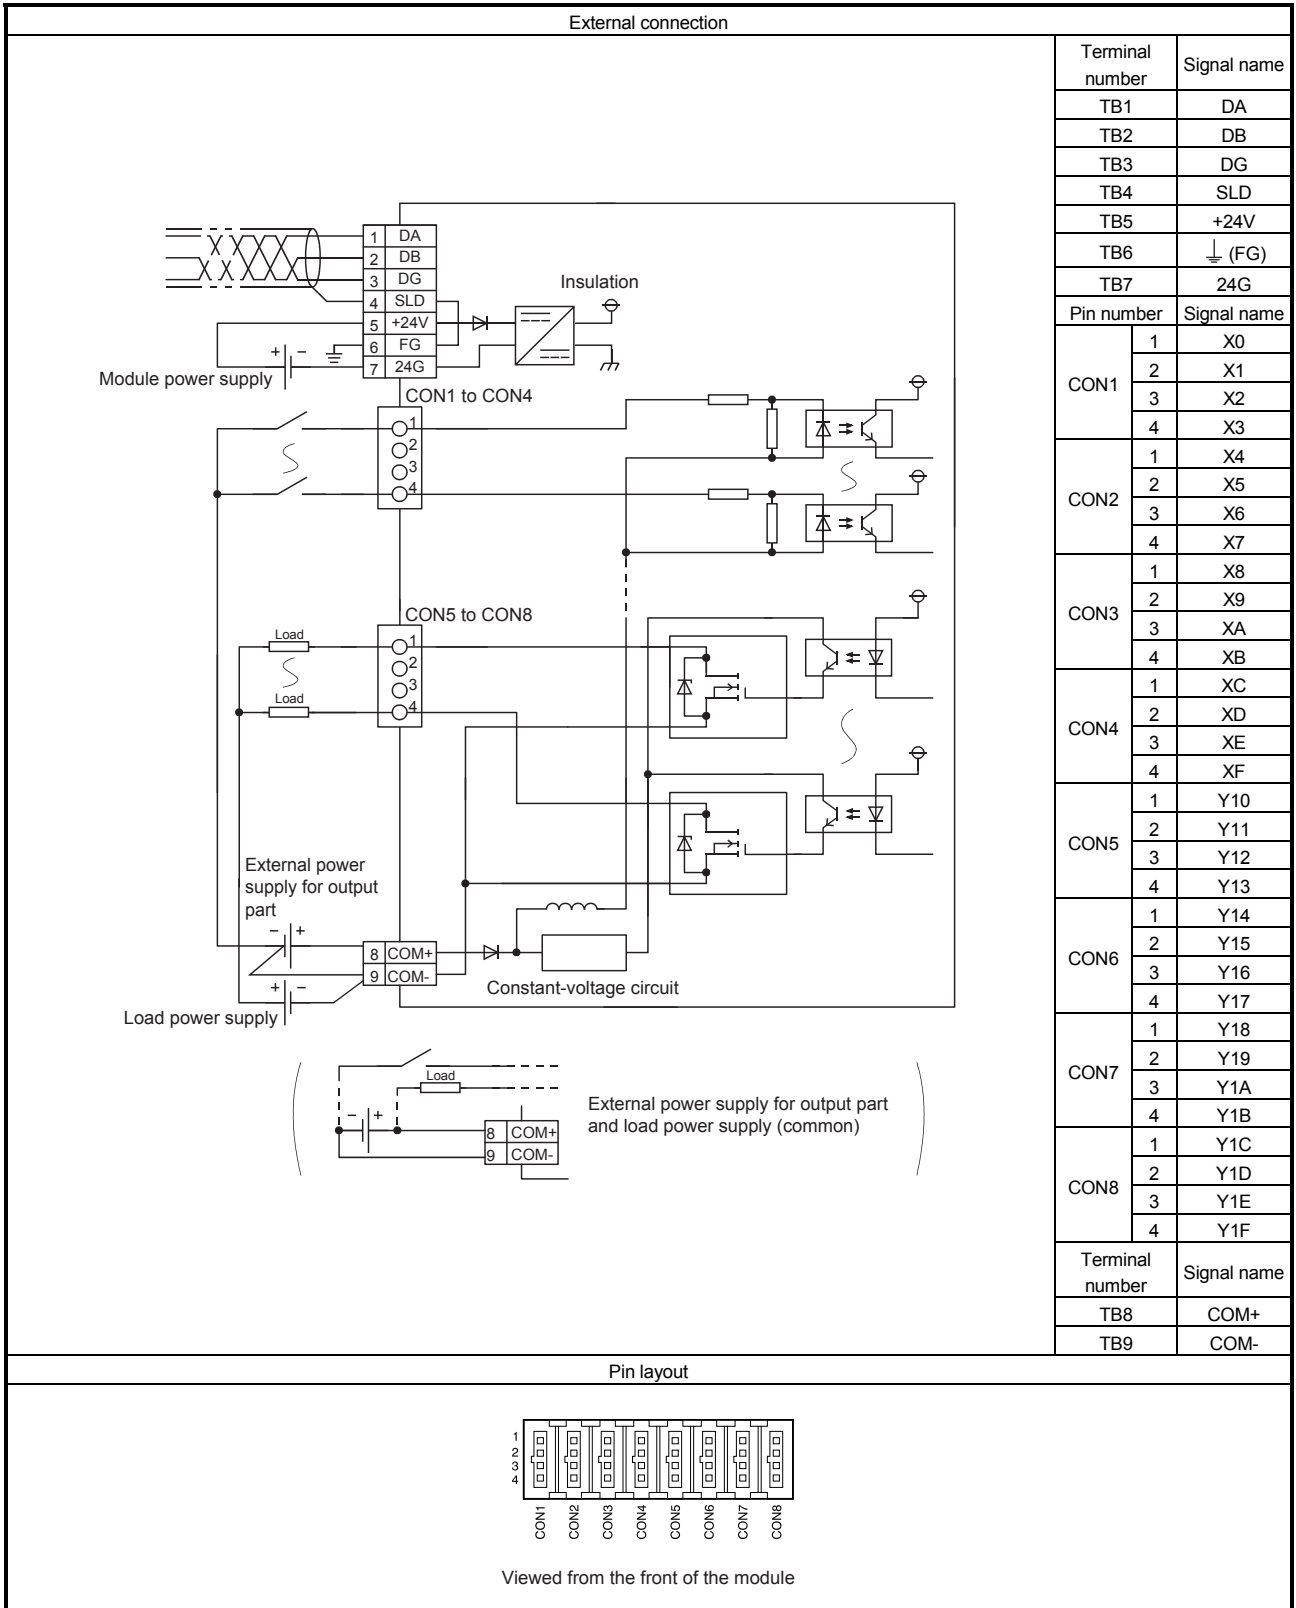 External connection
Terminal number Signal name
TB1 DA
TB2 DB
TB3 DG
TB4 SLD
TB5 +24V
TB6 (FG)
TB7 24G
Pin number Signal name
CON1
1 X0
2 X1
3 X2
4 X3
CON2
1 X4
2 X5
3 X6
4 X7
CON3
1 X8
2 X9
3 XA
4 XB
CON4
1 XC
2 XD
3 XE
4 XF
CON5
1 Y10
2 Y11
3 Y12
4 Y13
CON6
1 Y14
2 Y15
3 Y16
4 Y17
CON7
1 Y18
2 Y19
3 Y1A
4 Y1B
CON8
1 Y1C
2 Y1D
3 Y1E
4 Y1F
Terminal number Signal name
TB8 COM+
TB9 COM-
1 DA
2 DB
3 DG
4 SLD
5 +24V
6 FG
7 24G
Insulation
+ −
Module power supply
CON1 to CON4
1
2
3
4
CON5 to CON8
Load
1
2
3
Load
4
External power
supply for output
part
− +
8 COM+
9 COM-
+ −
Load power supply
Constant-voltage circuit
Load
− +
8 COM+
9 COM-
External power supply for output part
and load power supply (common)
Pin layout
1
2
3
4
CON1
CON2
CON3
CON4
CON5
CON6
CON7
CON8
Viewed from the front of the module